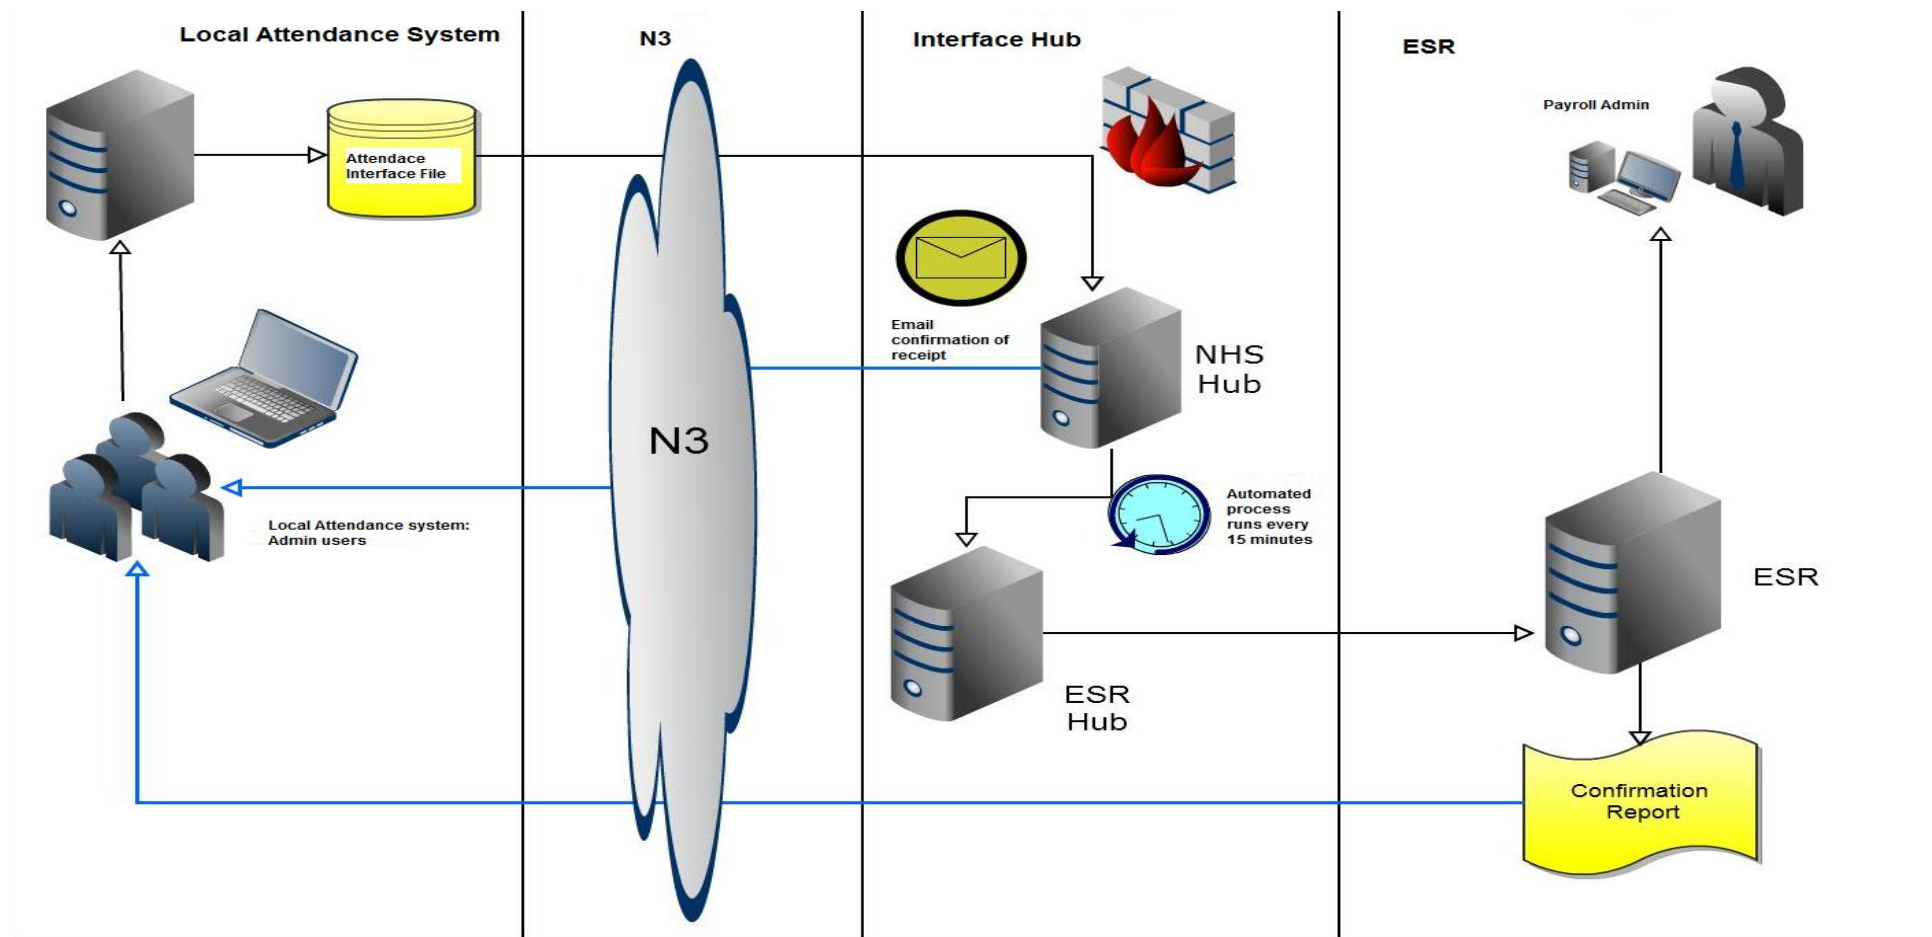 Local Attendance System
N3
Interface Hub
ESR
Payroll Admin
Attendace
Interface File
Email
confirmation of
receipt
NHS
Hub
N3
Automated
process
runs every
15 minutes
Local Attendance system:
Admin users
ESR
ESR
Hub
Confirmation
Report